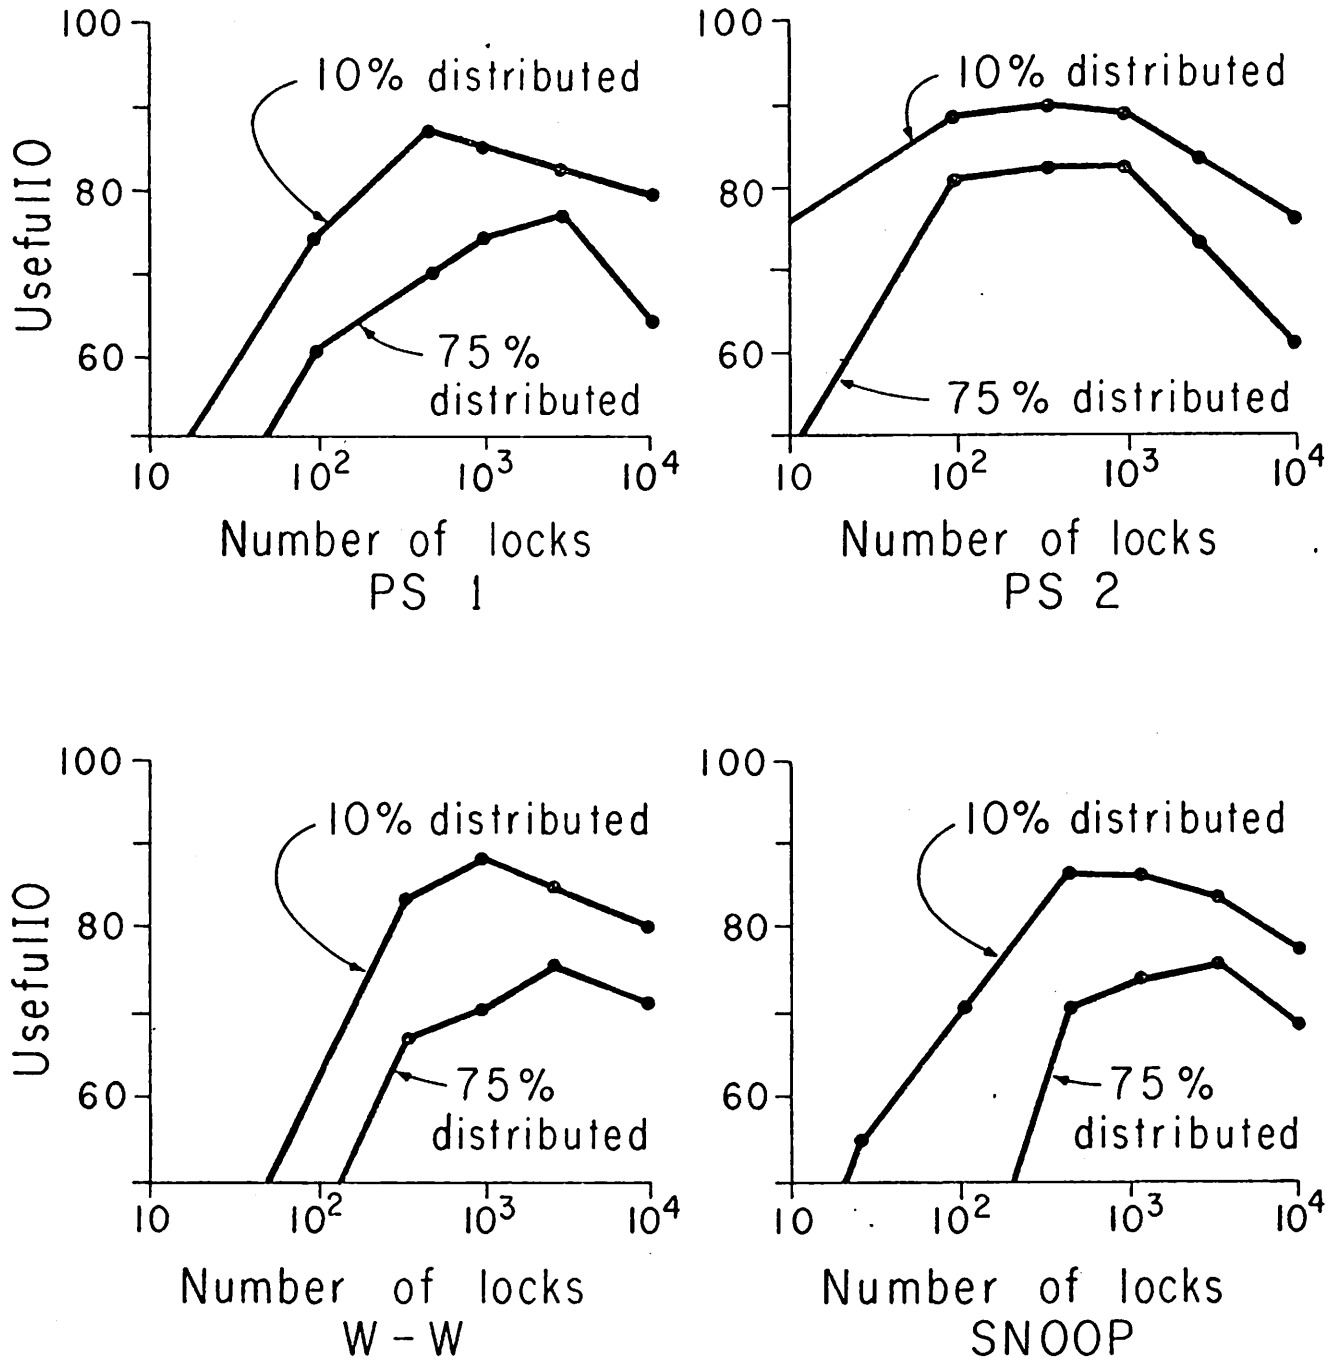 100
80
60
UsefulIO
10% distributed
75%
distributed
10 10² 10³ 10⁴
Number of locks
PS 1
100
80
60
10% distributed
75% distributed
10 10² 10³ 10⁴
Number of locks
PS 2
100
80
60
UsefulIO
10% distributed
75%
distributed
10 10² 10³ 10⁴
Number of locks
W-W
100
80
60
10% distributed
75%
distributed
10 10² 10³ 10⁴
Number of locks
SNOOP